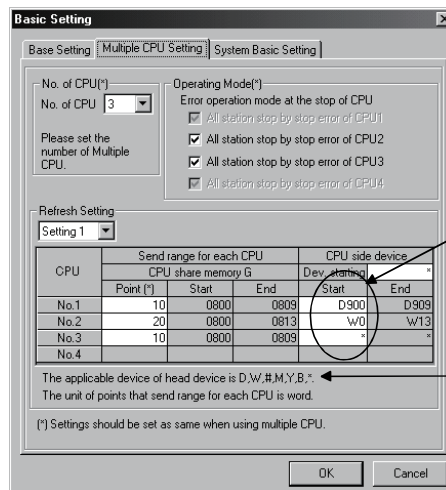 Basic Setting
Base Setting Multiple CPU Setting System Basic Setting
No. of CPU(*)
No. of CPU 3
Please set the
number of Multiple
CPU.
Operating Mode(*)
Error operation mode at the stop of CPU
All station stop by stop error of CPU1
All station stop by stop error of CPU2
All station stop by stop error of CPU3
All station stop by stop error of CPU4
Refresh Setting
Setting 1
CPU Send range for each CPU CPU side device
CPU share memory G Dev. starting *
Point (*) Start End Start End
No.1 10 0800 0809 D900 D909
No.2 20 0800 0813 W0 W13
No.3 10 0800 0809 * *
No.4
The applicable device of head device is D,W,#,M,Y,B,*.
The unit of points that send range for each CPU is word.
(*) Settings should be set as same when using multiple CPU.
OK Cancel